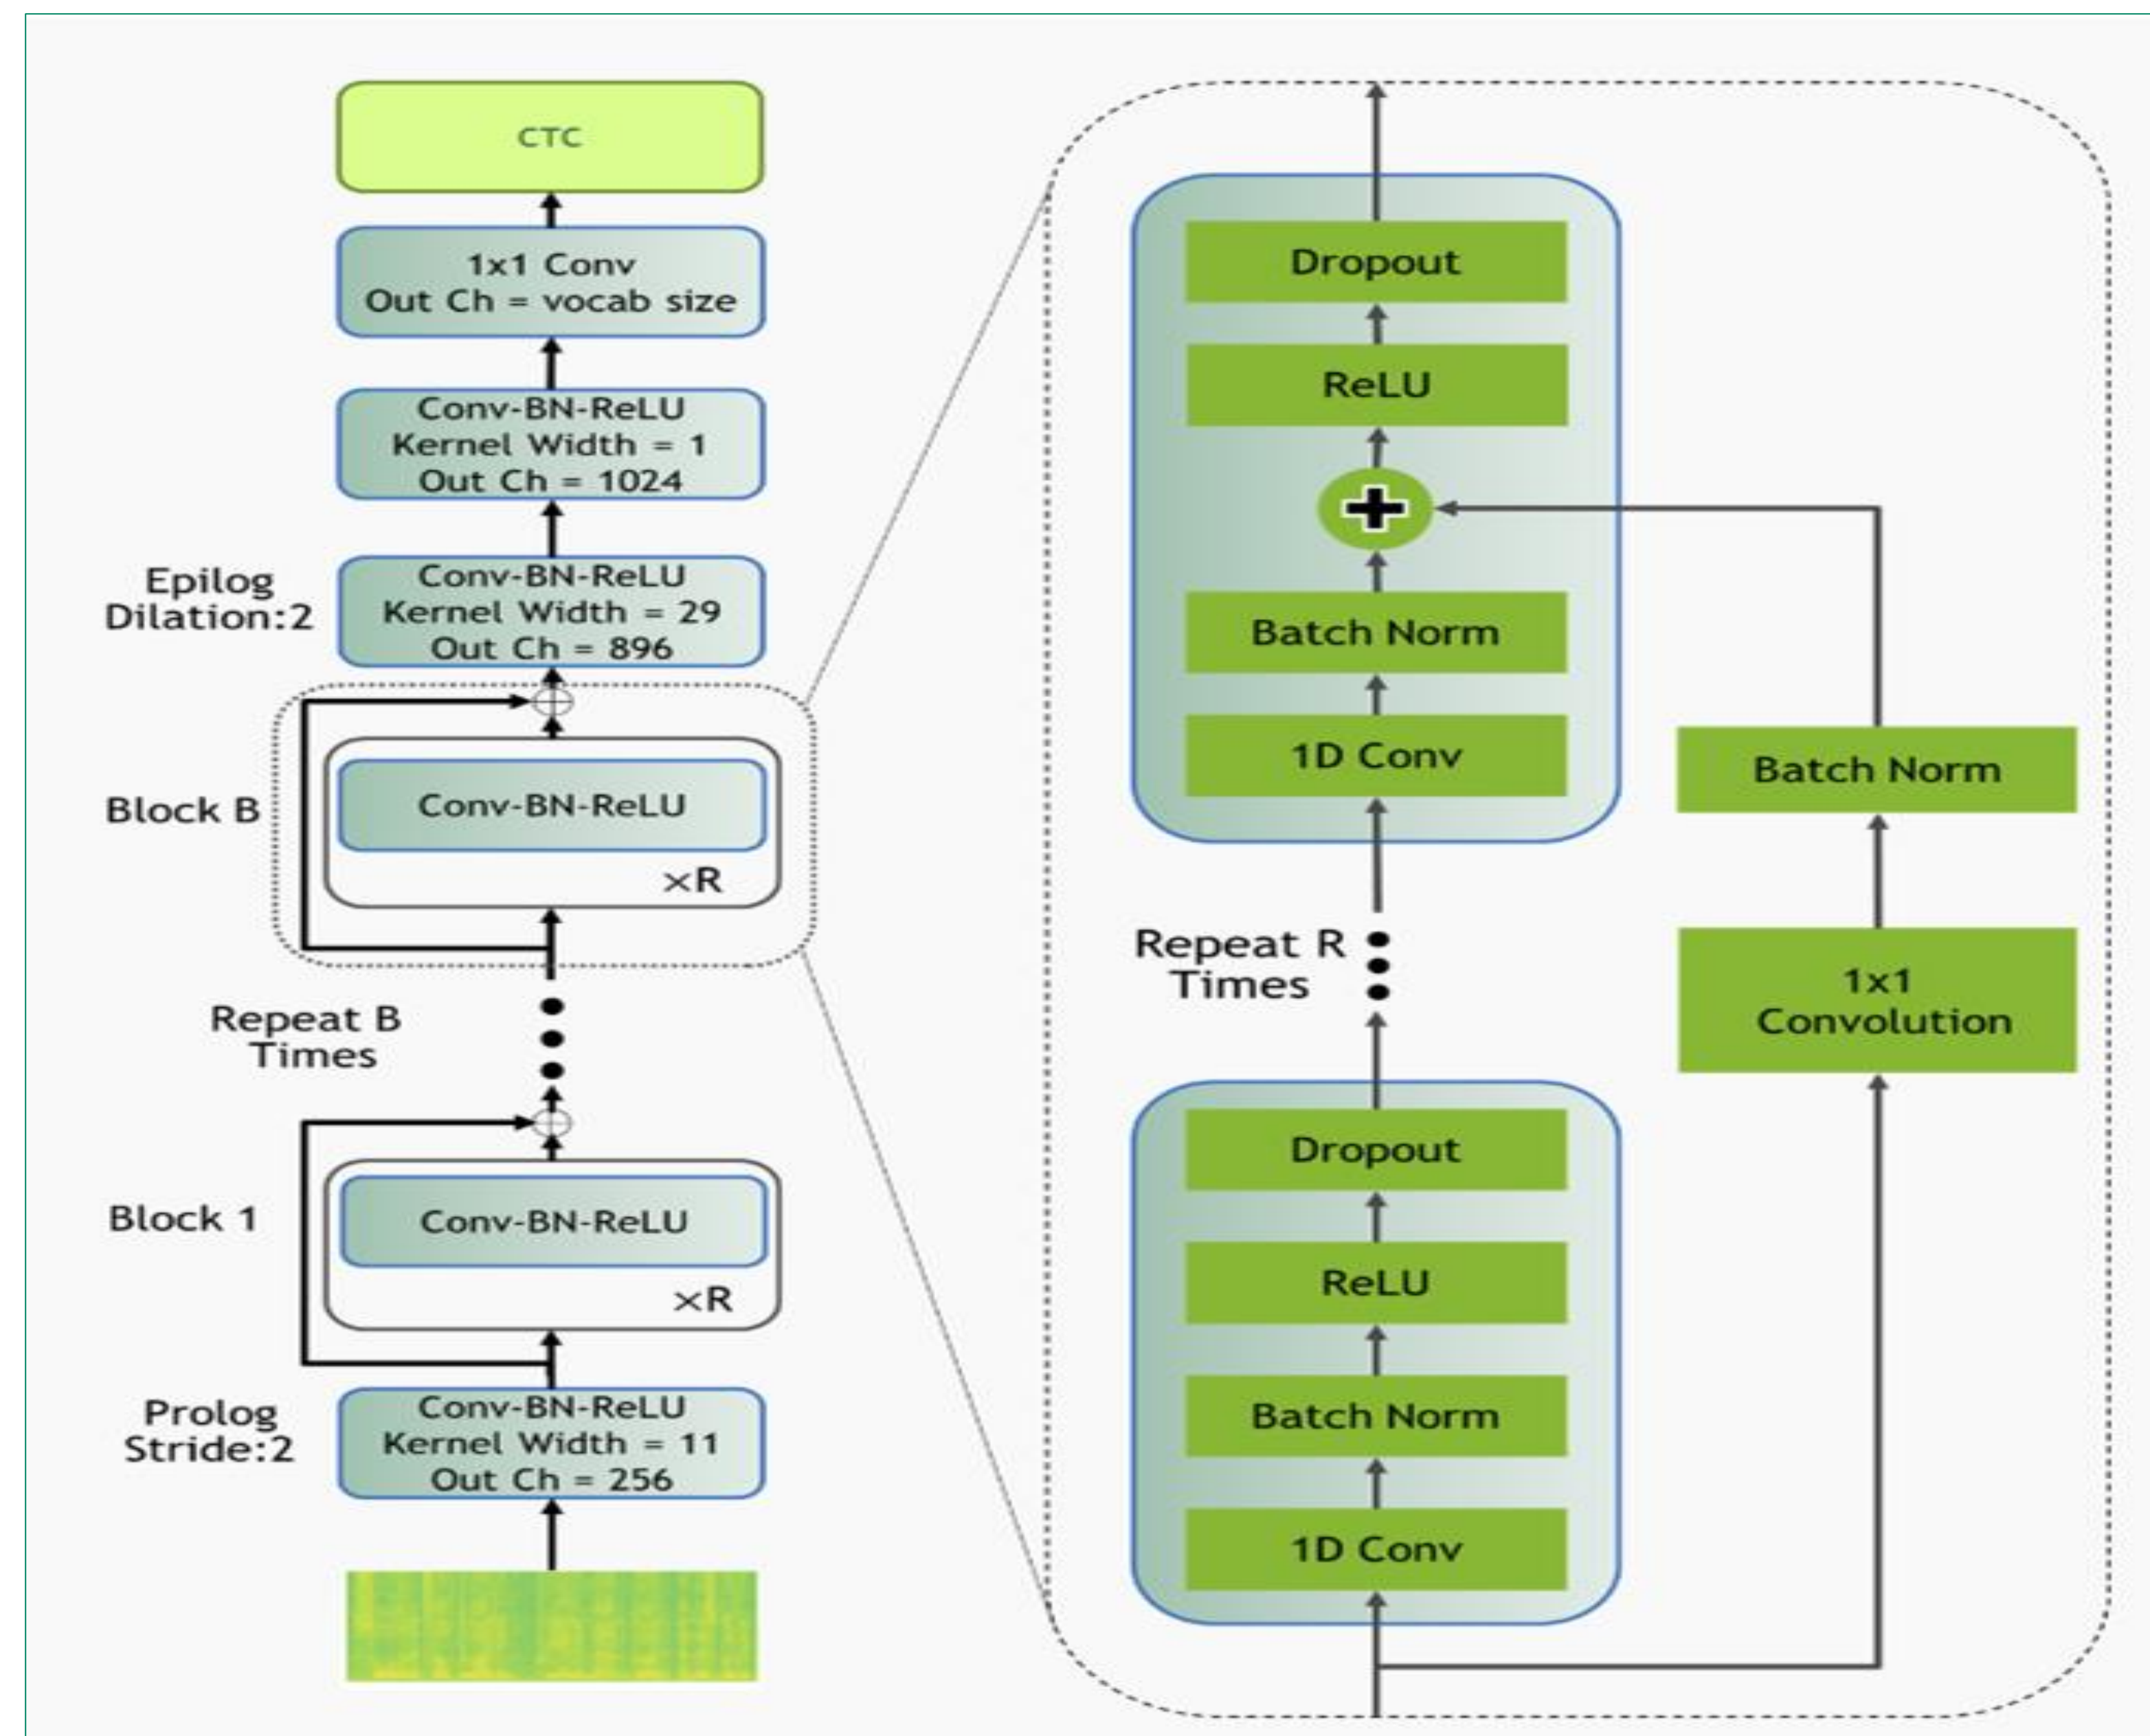 CTC
1x1 Conv
Out Ch = vocab size
Conv-BN-ReLU
Kernel Width = 1
Out Ch = 1024
Epilog
Dilation:2
Conv-BN-ReLU
Kernel Width = 29
Out Ch = 896
Block B
Conv-BN-ReLU
×R
Repeat B
Times
Block 1
Conv-BN-ReLU
×R
Prolog
Stride:2
Conv-BN-ReLU
Kernel Width = 11
Out Ch = 256
Dropout
ReLU
+
Batch Norm
1D Conv
Repeat R
Times
Dropout
ReLU
Batch Norm
1D Conv
Batch Norm
1x1
Convolution